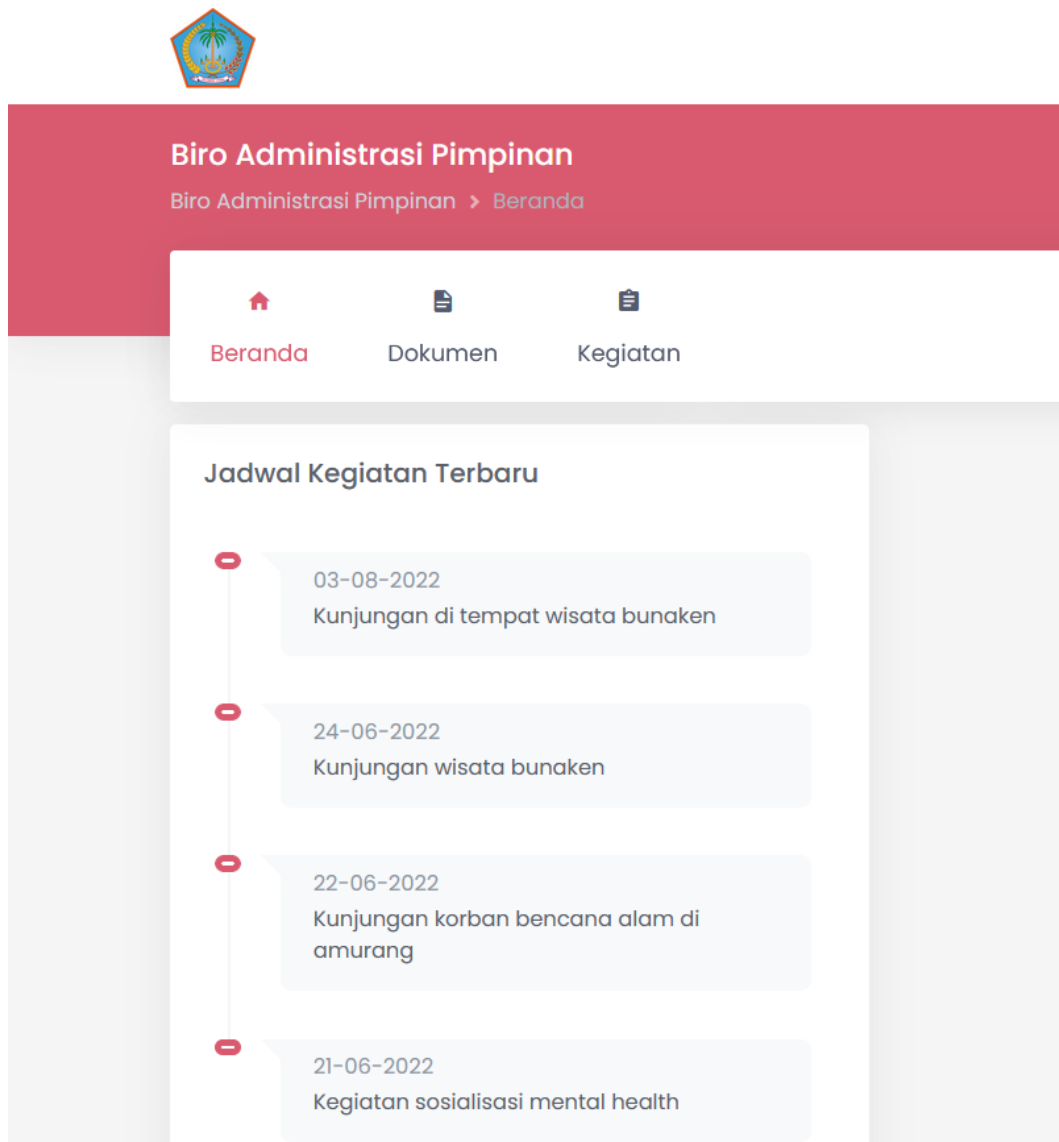 Biro Administrasi Pimpinan
Biro Administrasi Pimpinan > Beranda
Beranda Dokumen Kegiatan
Jadwal Kegiatan Terbaru
03-08-2022
Kunjungan di tempat wisata bunaken
24-06-2022
Kunjungan wisata bunaken
22-06-2022
Kunjungan korban bencana alam di
amurang
21-06-2022
Kegiatan sosialisasi mental health